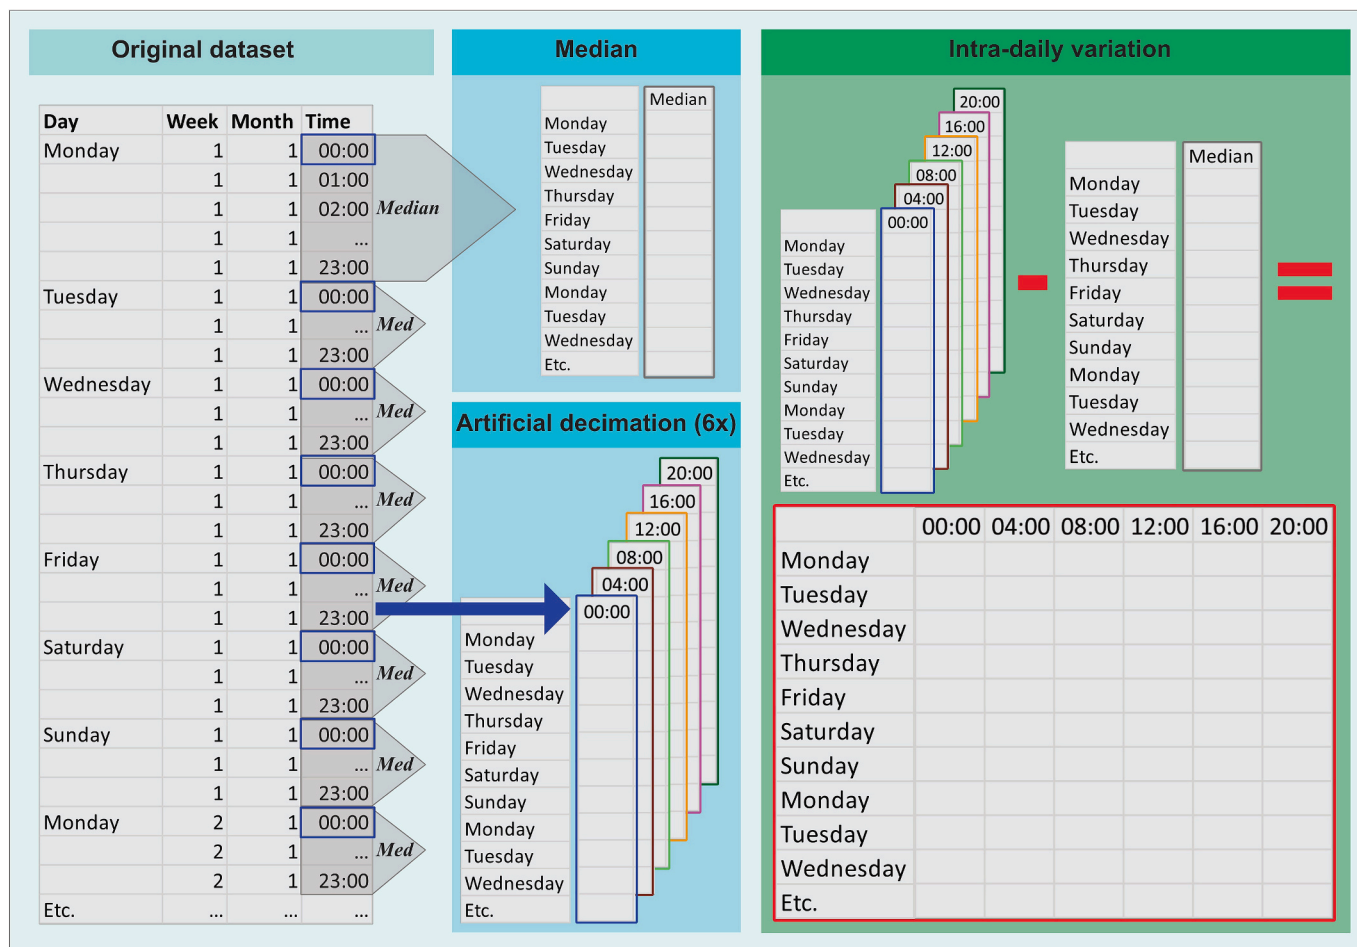 Original dataset
Day Week Month Time
Monday 1 1 00:00
1 1 01:00
1 1 02:00 Median
1 1 ...
1 1 23:00
Tuesday 1 1 00:00
1 1 ... Med
1 1 23:00
Wednesday 1 1 00:00
1 1 ... Med
1 1 23:00
Thursday 1 1 00:00
1 1 ... Med
1 1 23:00
Friday 1 1 00:00
1 1 ... Med
1 1 23:00
Saturday 1 1 00:00
1 1 ... Med
1 1 23:00
Sunday 1 1 00:00
1 1 ... Med
1 1 23:00
Monday 2 1 00:00
2 1 ... Med
2 1 23:00
Etc. ... ... ...
Median
Median
Monday
Tuesday
Wednesday
Thursday
Friday
Saturday
Sunday
Monday
Tuesday
Wednesday
Etc.
Artificial decimation (6x)
20:00
16:00
12:00
08:00
04:00
00:00
Monday
Tuesday
Wednesday
Thursday
Friday
Saturday
Sunday
Monday
Tuesday
Wednesday
Etc.
Intra-daily variation
20:00
16:00
12:00
08:00
04:00
00:00
Monday
Tuesday
Wednesday
Thursday
Friday
Saturday
Sunday
Monday
Tuesday
Wednesday
Etc.
Median
Monday
Tuesday
Wednesday
Thursday
Friday
Saturday
Sunday
Monday
Tuesday
Wednesday
Etc.
00:00 04:00 08:00 12:00 16:00 20:00
Monday
Tuesday
Wednesday
Thursday
Friday
Saturday
Sunday
Monday
Tuesday
Wednesday
Etc.